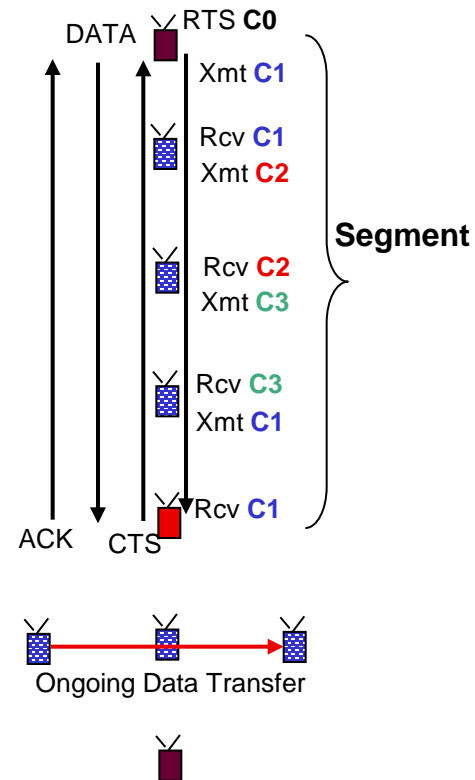 RTS C0
DATA
Xmt C1
Rcv C1
Xmt C2
Segment
Rcv C2
Xmt C3
Rcv C3
Xmt C1
Rcv C1
ACK
CTS
Ongoing Data Transfer